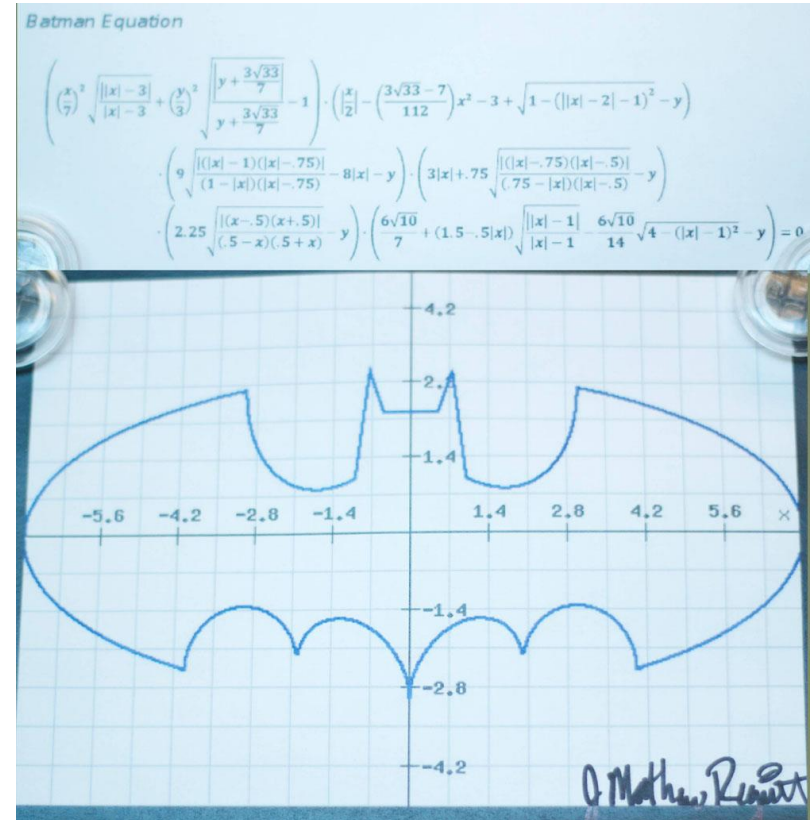 Batman Equation
((x/7)² √(||x| − 3|/(|x| − 3)) + (y/3)² √(|y + 3√33/7|/(y + 3√33/7)) − 1) · (|x/2| − ((3√33 − 7)/112)x² − 3 + √(1 − (||x| − 2| − 1)²) − y)
· (9√(|(|x| − 1)(|x| − .75)|/((1 − |x|)(|x| − .75))) − 8|x| − y) · (3|x| + .75√(|(|x| − .75)(|x| − .5)|/((.75 − |x|)(|x| − .5))) − y)
· (2.25√(|(x − .5)(x + .5)|/((.5 − x)(.5 + x))) − y) · (6√10/7 + (1.5 − .5|x|)√(||x| − 1|/(|x| − 1)) − 6√10/14 √(4 − (|x| − 1)²) − y) = 0
4.2
1.4
-5.6 -4.2 -2.8 -1.4 1.4 2.8 4.2 5.6 x
-1.4
-2.8
-4.2